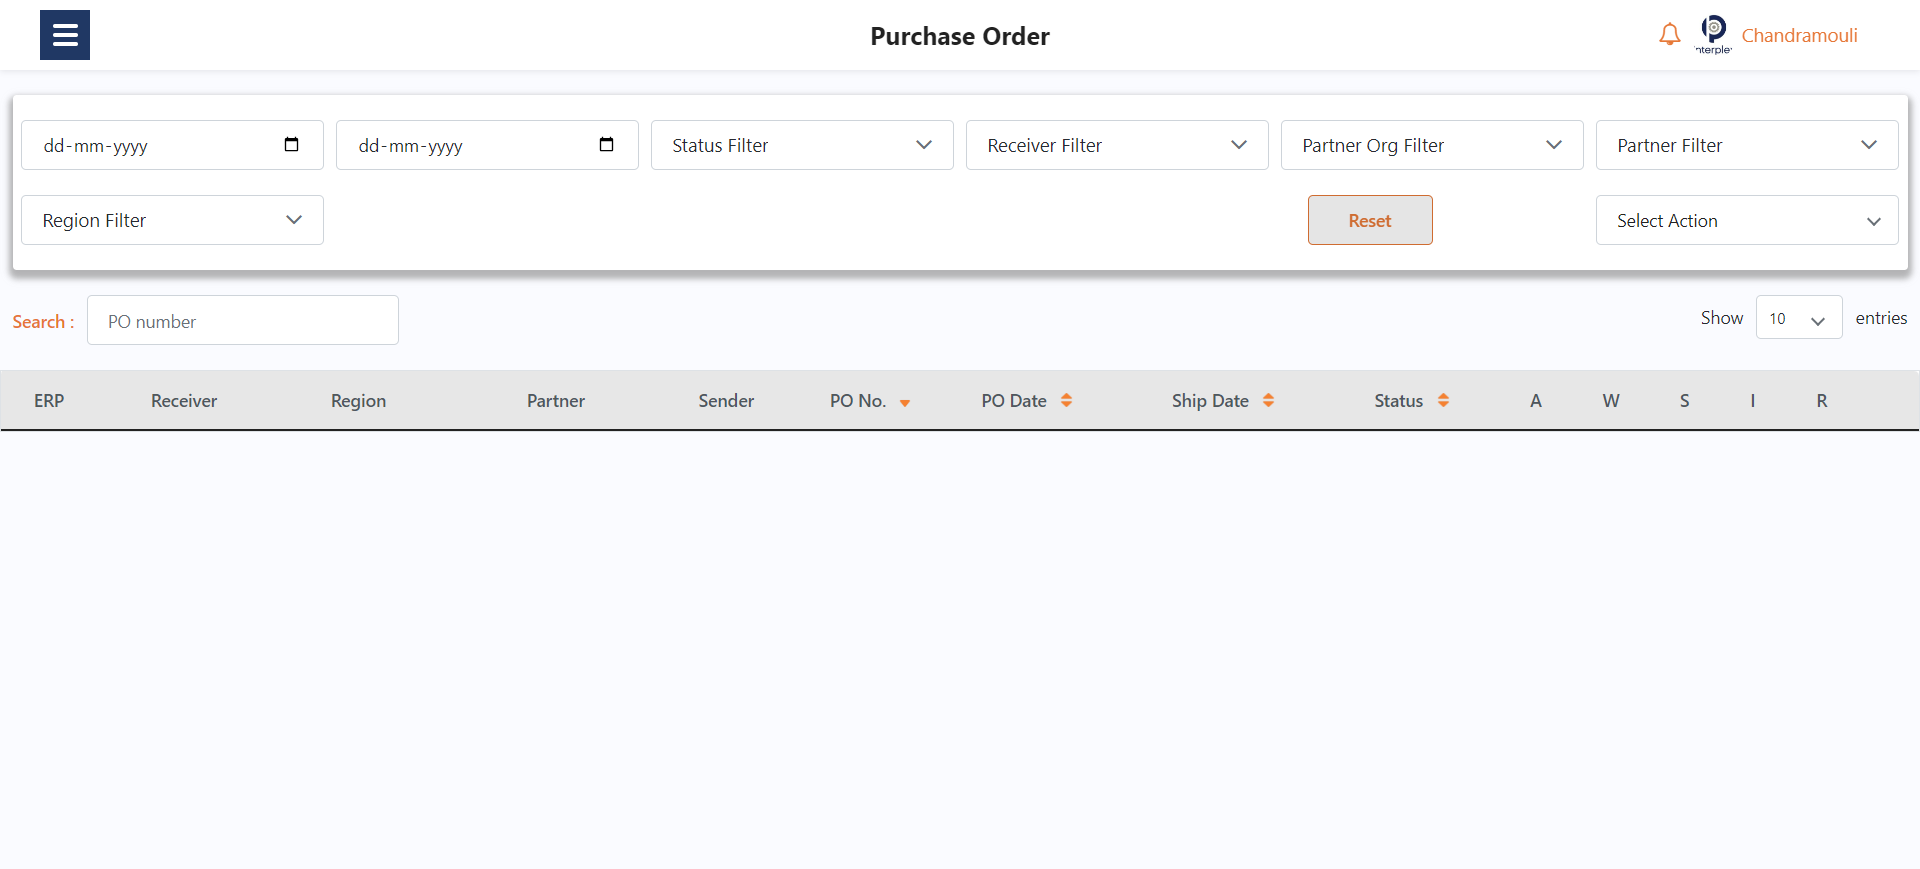 Purchase Order
Chandramouli
dd-mm-yyyy
dd-mm-yyyy
Status Filter
Receiver Filter
Partner Org Filter
Partner Filter
Region Filter
Reset
Select Action
Search :
PO number
Show 10 entries
ERP Receiver Region Partner Sender PO No. PO Date Ship Date Status A W S I R